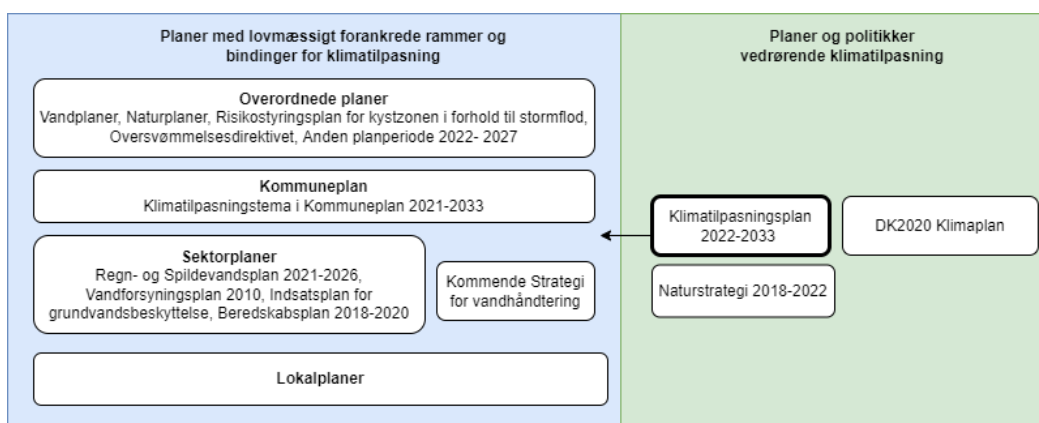 Planer med lovmæssigt forankrede rammer og
bindinger for klimatilpasning
Overordnede planer
Vandplaner, Naturplaner, Risikostyringsplan for kystzonen i forhold til stormflod,
Oversvømmelsesdirektivet, Anden planperiode 2022- 2027
Kommuneplan
Klimatilpasningstema i Kommuneplan 2021-2033
Sektorplaner
Regn- og Spildevandsplan 2021-2026,
Vandforsyningsplan 2010, Indsatsplan for
grundvandsbeskyttelse, Beredskabsplan 2018-2020
Kommende Strategi
for vandhåndtering
Lokalplaner
Planer og politikker
vedrørende klimatilpasning
Klimatilpasningsplan
2022-2033
DK2020 Klimaplan
Naturstrategi 2018-2022